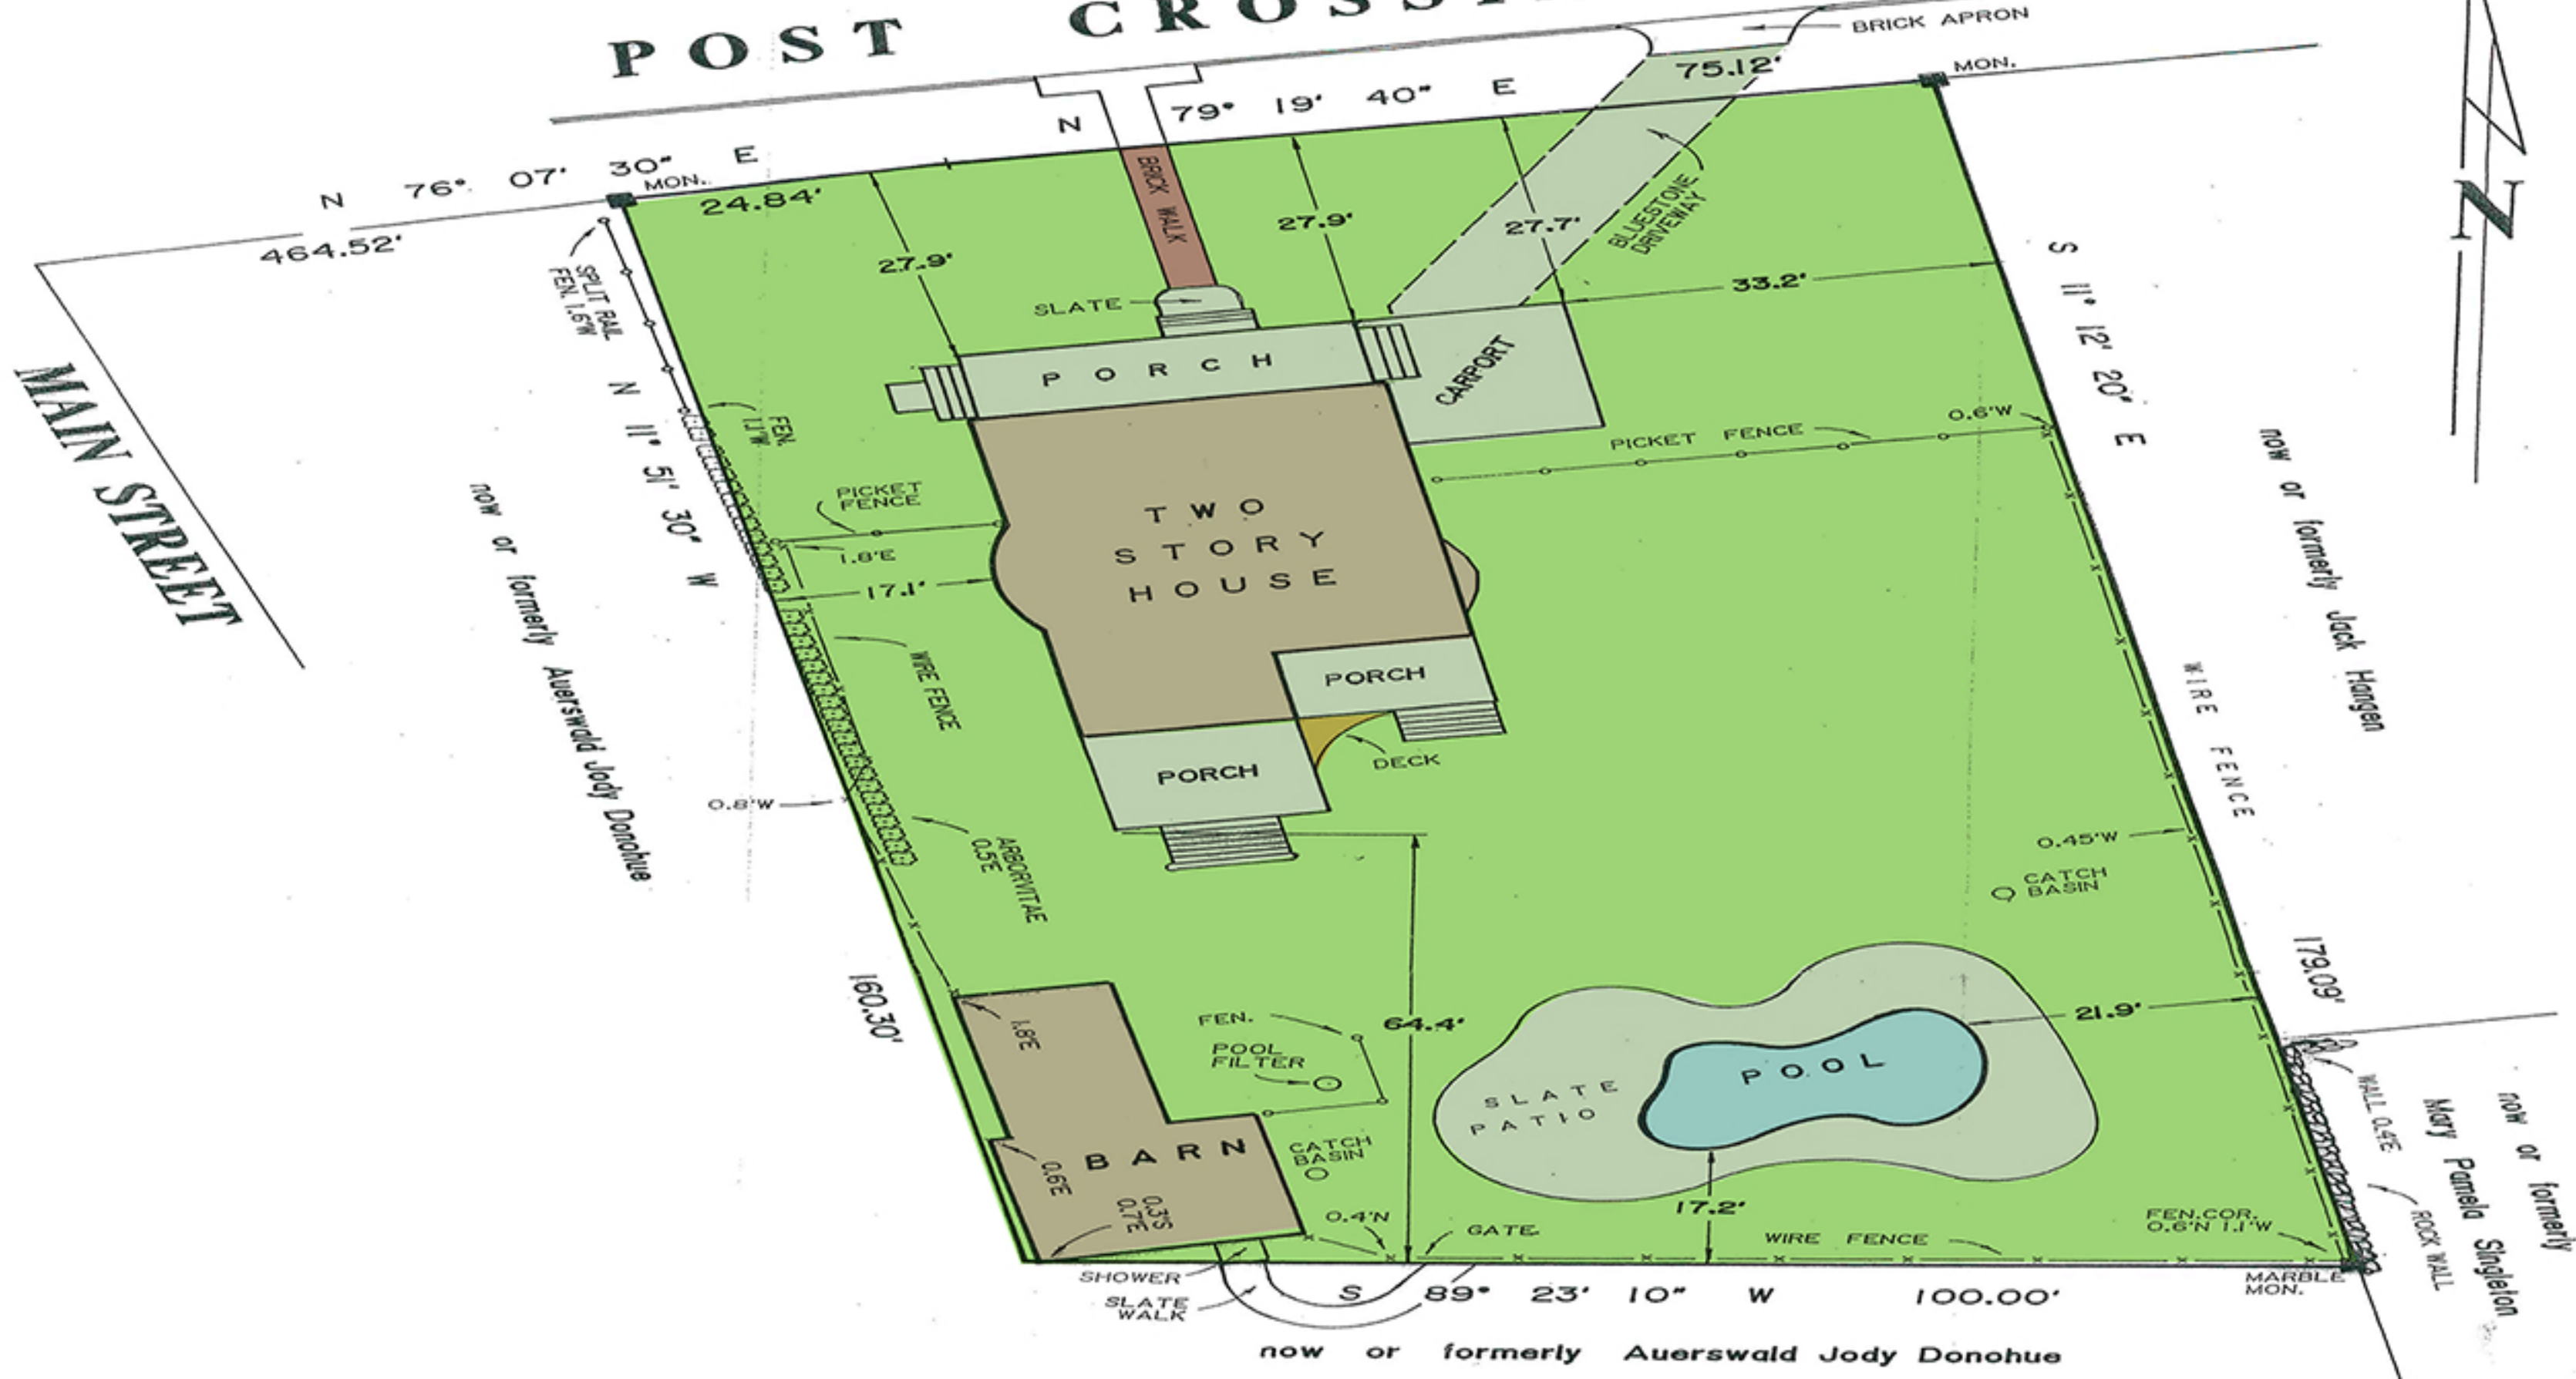 POST CROSS
BRICK APRON
75.12'
MON.
N 79° 19' 40" E
N 76° 07' 30" E
MON.
24.84'
464.52'
BRICK WALK
27.9'
27.9'
27.7'
BLUESTONE
DRIVEWAY
33.2'
N
SPLIT RAIL
FEN. 1.6'W
SLATE
PORCH
CARPORT
MAIN STREET
N 11° 51' 30" W
FEN.
1.1'W
S 11° 12' 20" E
0.6'W
PICKET FENCE
PICKET
FENCE
1.8'E
17.1'
TWO
STORY
HOUSE
now or formerly Auerswald Jody Donohue
now or formerly Jack Hangen
WIRE FENCE
PORCH
PORCH
DECK
WIRE FENCE
0.8'W
ARBORVITAE
0.5'E
0.45'W
CATCH
BASIN
160.30'
179.09'
1.8'E
FEN.
POOL
FILTER
64.4'
21.9'
SLATE
PATIO
POOL
BARN
0.6'E
0.3'S
0.7'E
CATCH
BASIN
0.4'N
GATE
17.2'
WIRE FENCE
FEN.COR.
0.6'N 1.1'W
WALL 0.4'E
ROCK WALL
now or formerly
Mary Pamela Singleton
SHOWER
SLATE
WALK
S 89° 23' 10" W
100.00'
MARBLE
MON.
now or formerly Auerswald Jody Donohue